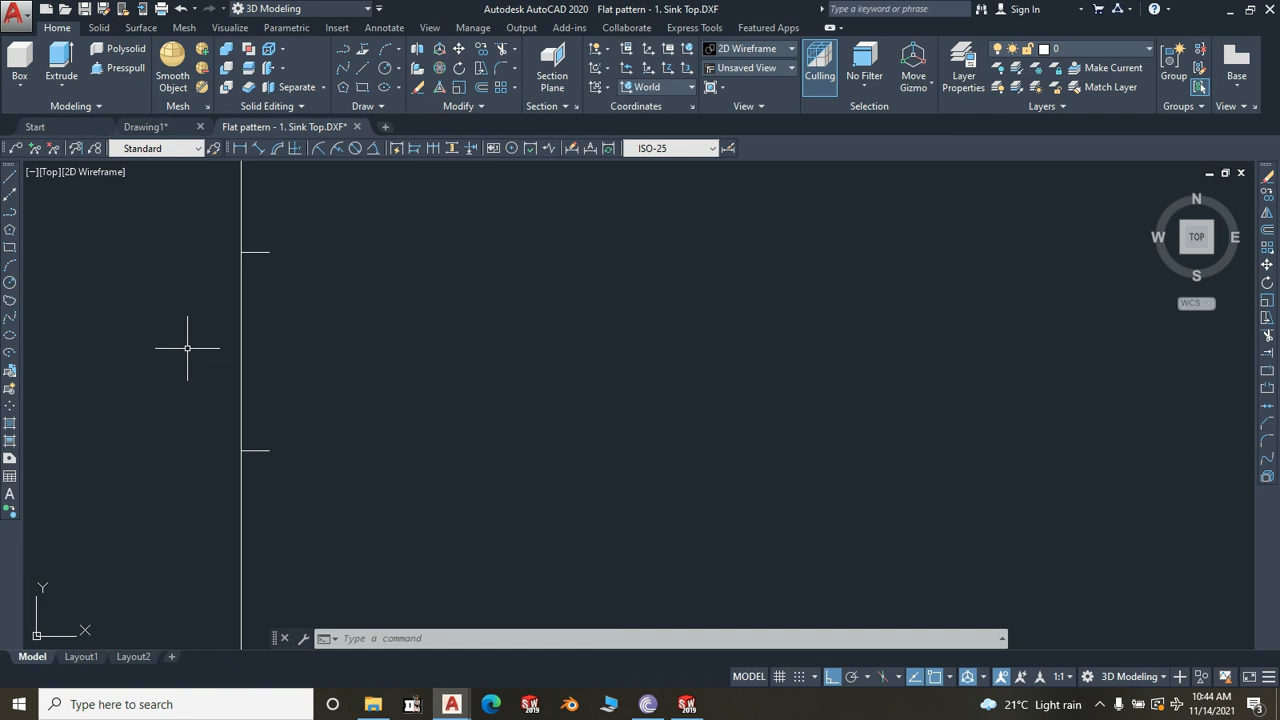 3D Modeling Autodesk AutoCAD 2020 Flat pattern - 1. Sink Top.DXF Type a keyword or phrase Sign In
Home Solid Surface Mesh Visualize Parametric Insert Annotate View Manage Output Add-ins Collaborate Express Tools Featured Apps
Box Extrude Polysolid Presspull Smooth Object Section Plane World 2D Wireframe Unsaved View Culling No Filter Move Gizmo Layer Properties 0 Make Current Match Layer Group Base
Separate
Modeling Mesh Solid Editing Draw Modify Section Coordinates View Selection Layers Groups View
Start Drawing1* Flat pattern - 1. Sink Top.DXF*
Standard ISO-25
[−][Top][2D Wireframe]
N
W TOP E
S
WCS
Y
X
Type a command
Model Layout1 Layout2
MODEL 1:1 3D Modeling
Type here to search SW 2019 SW 2019 21°C Light rain 10:44 AM
11/14/2021